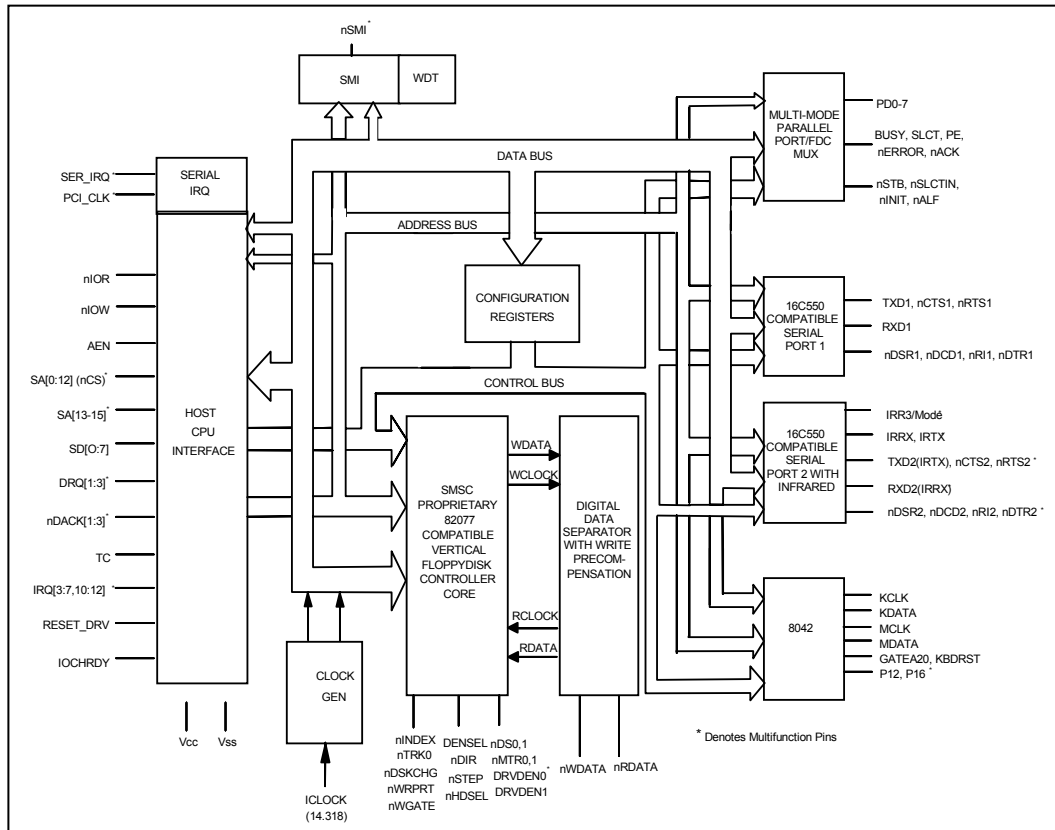 nSMI*
SMI
WDT
DATA BUS
ADDRESS BUS
CONTROL BUS
SERIAL
IRQ
SER_IRQ*
PCI_CLK*
nIOR
nIOW
AEN
SA[0:12] (nCS)*
SA[13-15]*
SD[O:7]
DRQ[1:3]*
nDACK[1:3]*
TC
IRQ[3:7,10:12]*
RESET_DRV
IOCHRDY
HOST
CPU
INTERFACE
Vcc
Vss
CONFIGURATION
REGISTERS
CLOCK
GEN
ICLOCK
(14.318)
SMSC
PROPRIETARY
82077
COMPATIBLE
VERTICAL
FLOPPYDISK
CONTROLLER
CORE
WDATA
WCLOCK
RCLOCK
RDATA
DIGITAL
DATA
SEPARATOR
WITH WRITE
PRECOM-
PENSATION
nINDEX
nTRK0
nDSKCHG
nWRPRT
nWGATE
DENSEL
nDIR
nSTEP
nHDSEL
nDS0,1
nMTR0,1
DRVDEN0*
DRVDEN1
nWDATA
nRDATA
MULTI-MODE
PARALLEL
PORT/FDC
MUX
PD0-7
BUSY, SLCT, PE,
nERROR, nACK
nSTB, nSLCTIN,
nINIT, nALF
16C550
COMPATIBLE
SERIAL
PORT 1
TXD1, nCTS1, nRTS1
RXD1
nDSR1, nDCD1, nRI1, nDTR1
16C550
COMPATIBLE
SERIAL
PORT 2 WITH
INFRARED
IRR3/Mode*
IRRX, IRTX
TXD2(IRTX), nCTS2, nRTS2*
RXD2(IRRX)
nDSR2, nDCD2, nRI2, nDTR2*
8042
KCLK
KDATA
MCLK
MDATA
GATEA20, KBDRST
P12, P16*
* Denotes Multifunction Pins